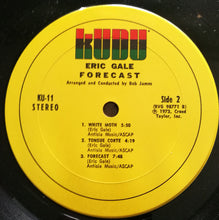 KUDU
ERIC GALE
FORECAST
Arranged and Conducted by Bob James
KU-11
STEREO
Side 2
(RVG 98771 B)
℗ 1973, Creed
Taylor, Inc.
1. WHITE MOTH 5:50
(Eric Gale)
Antisia Music/ASCAP
2. TONGUE CORTE 4:19
(Eric Gale)
Antisia Music/ASCAP
3. FORECAST 7:48
(Eric Gale)
Antisia Music/ASCAP